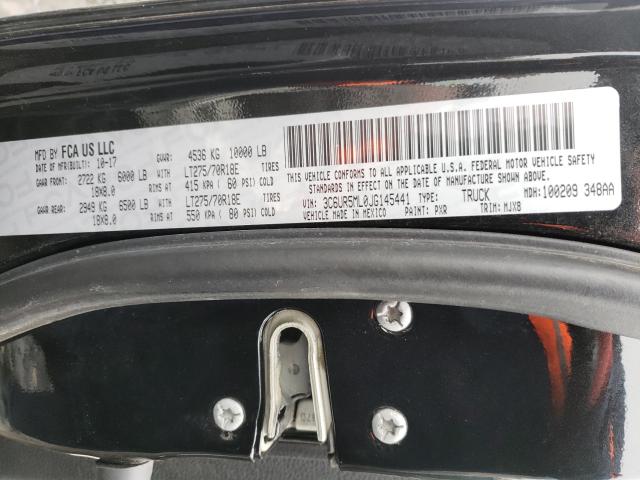 MFD BY FCA US LLC
DATE OF MFR(BUILT): 10-17 GVWR: 4536 KG 10000 LB
GAWR FRONT: 2722 KG 6000 LB WITH LT275/70R18E TIRES
18X8.0 RIMS AT 415 KPA ( 60 PSI) COLD
GAWR REAR: 2949 KG 6500 LB WITH LT275/70R18E TIRES
18X8.0 RIMS AT 550 KPA ( 80 PSI) COLD
THIS VEHICLE CONFORMS TO ALL APPLICABLE U.S.A. FEDERAL MOTOR VEHICLE SAFETY
STANDARDS IN EFFECT ON THE DATE OF MANUFACTURE SHOWN ABOVE.
VIN: 3C6UR5ML0JG145441 TYPE: TRUCK MDH: 100209 348AA
VEHICLE MADE IN MEXICO PAINT: PXR TRIM: MJX8